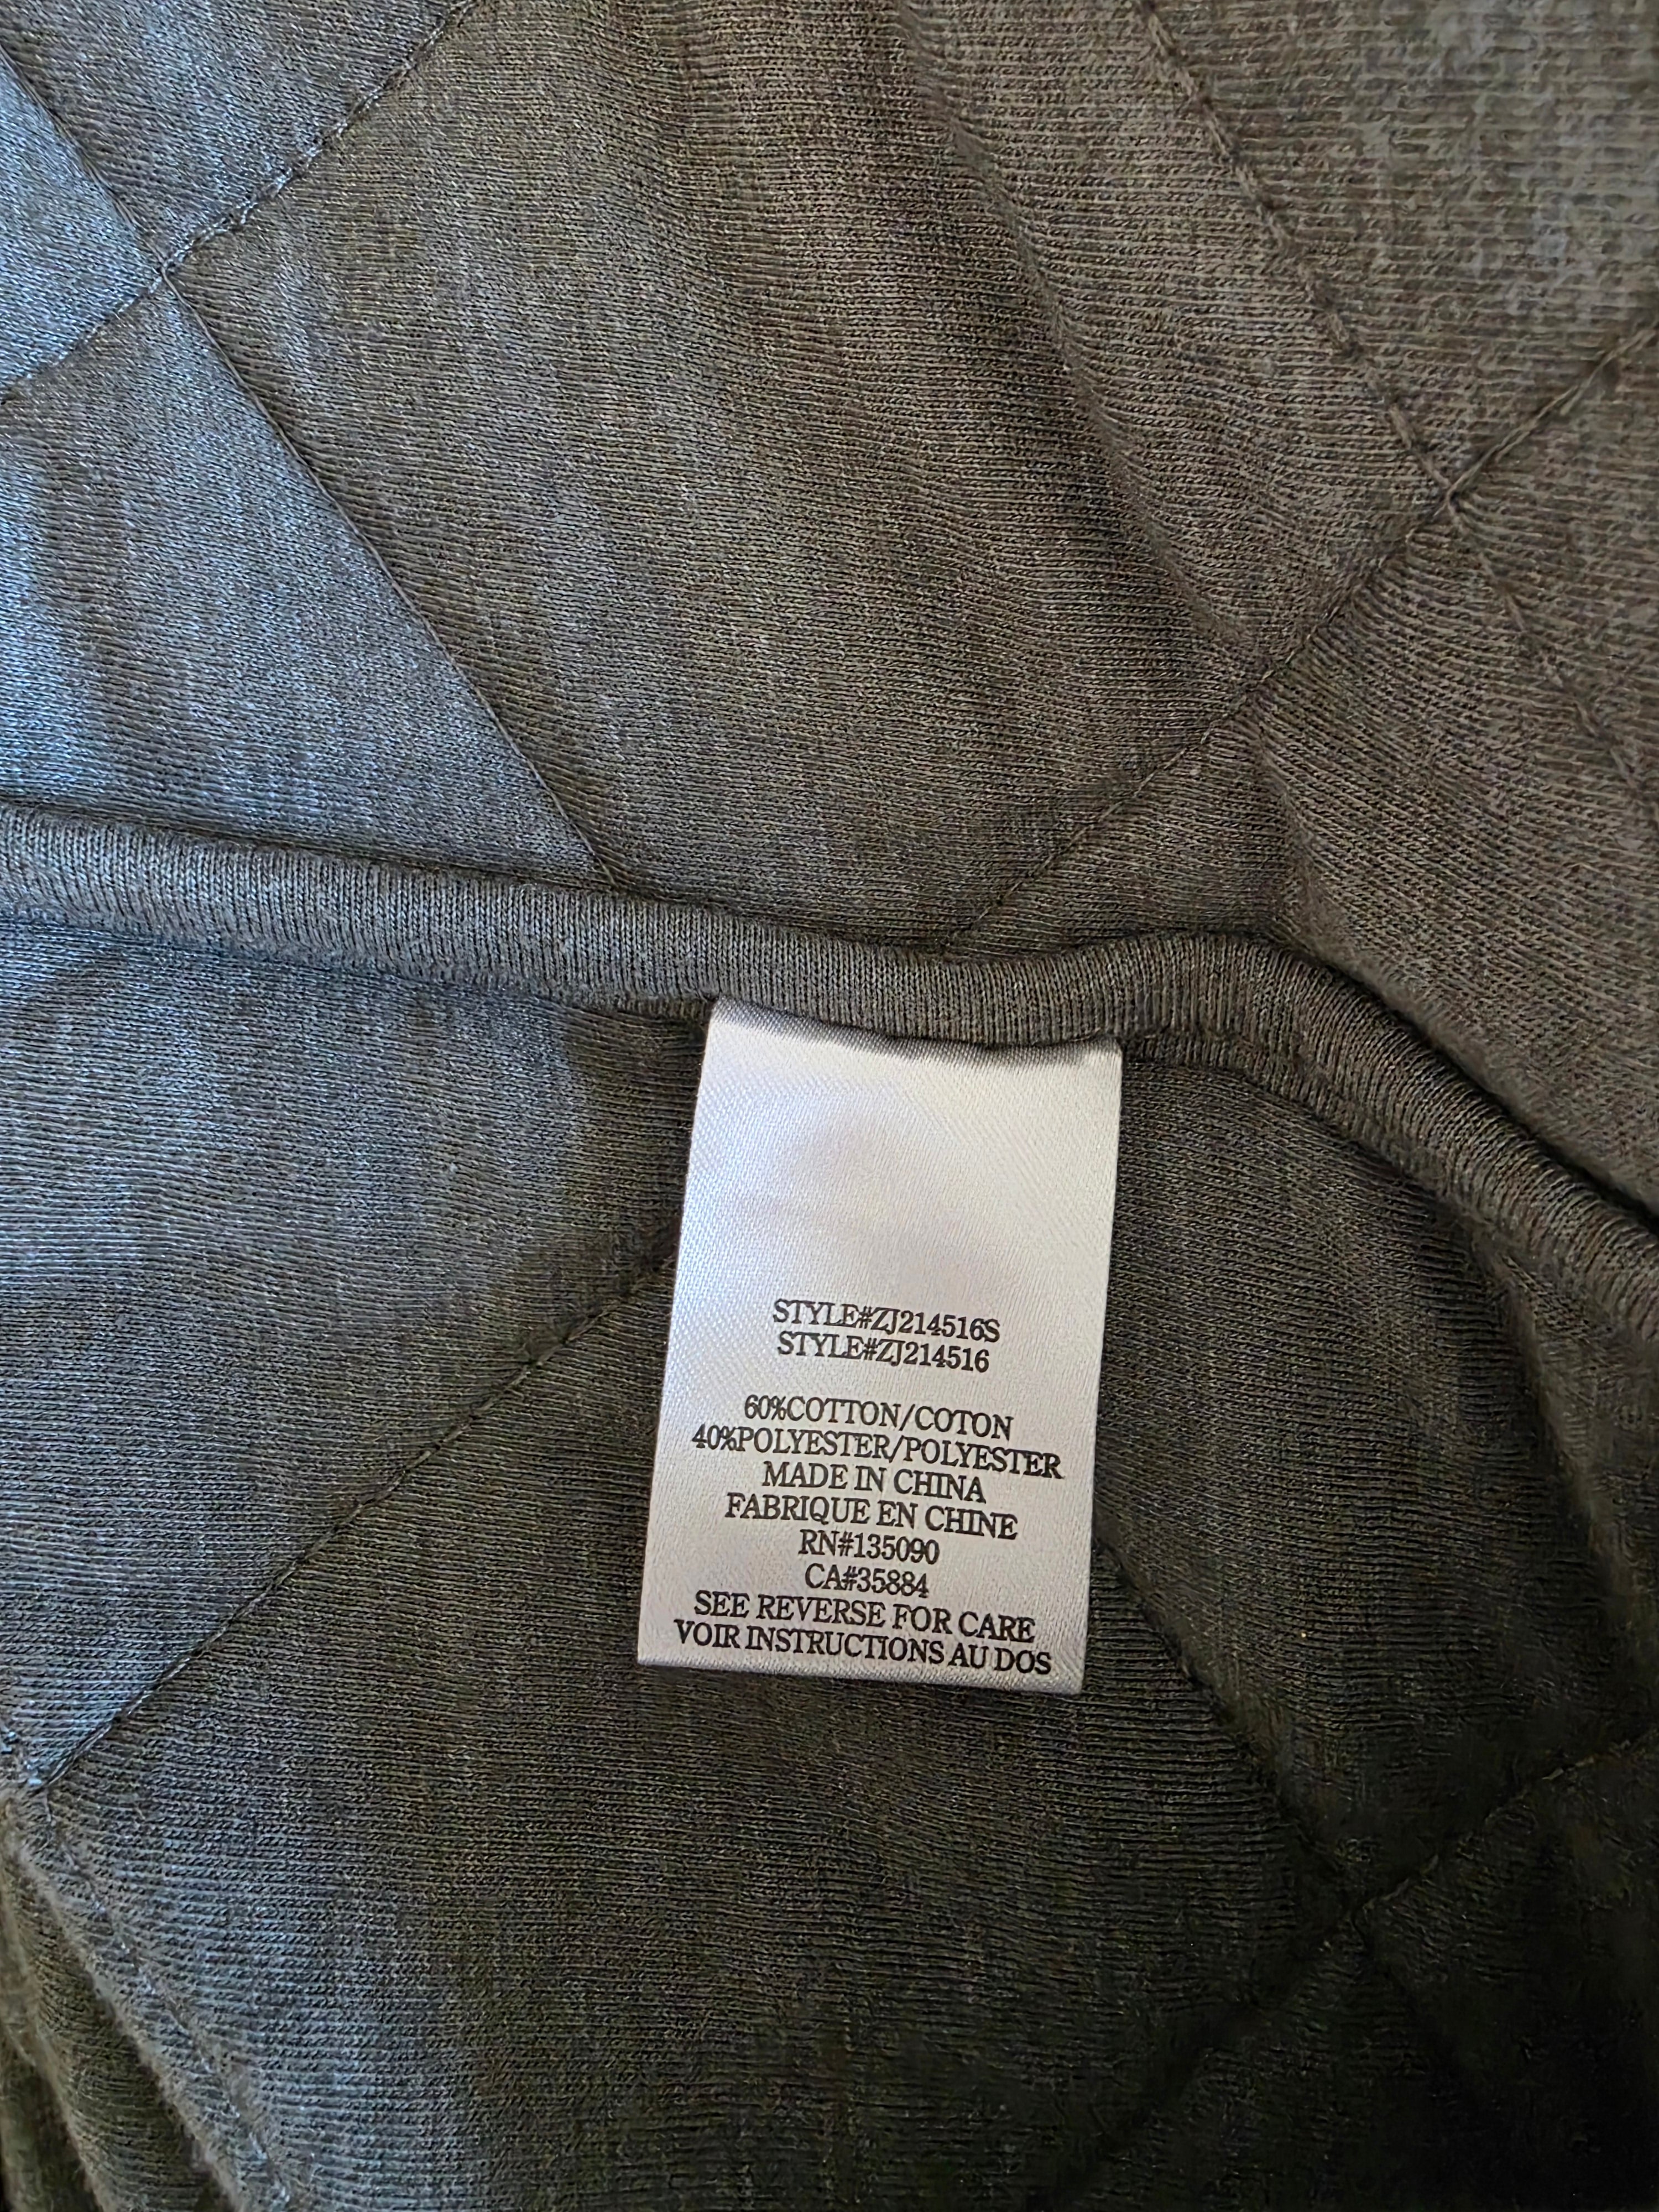 STYLE#ZJ214516S
STYLE#ZJ214516
60%COTTON/COTON
40%POLYESTER/POLYESTER
MADE IN CHINA
FABRIQUE EN CHINE
RN#135090
CA#35884
SEE REVERSE FOR CARE
VOIR INSTRUCTIONS AU DOS